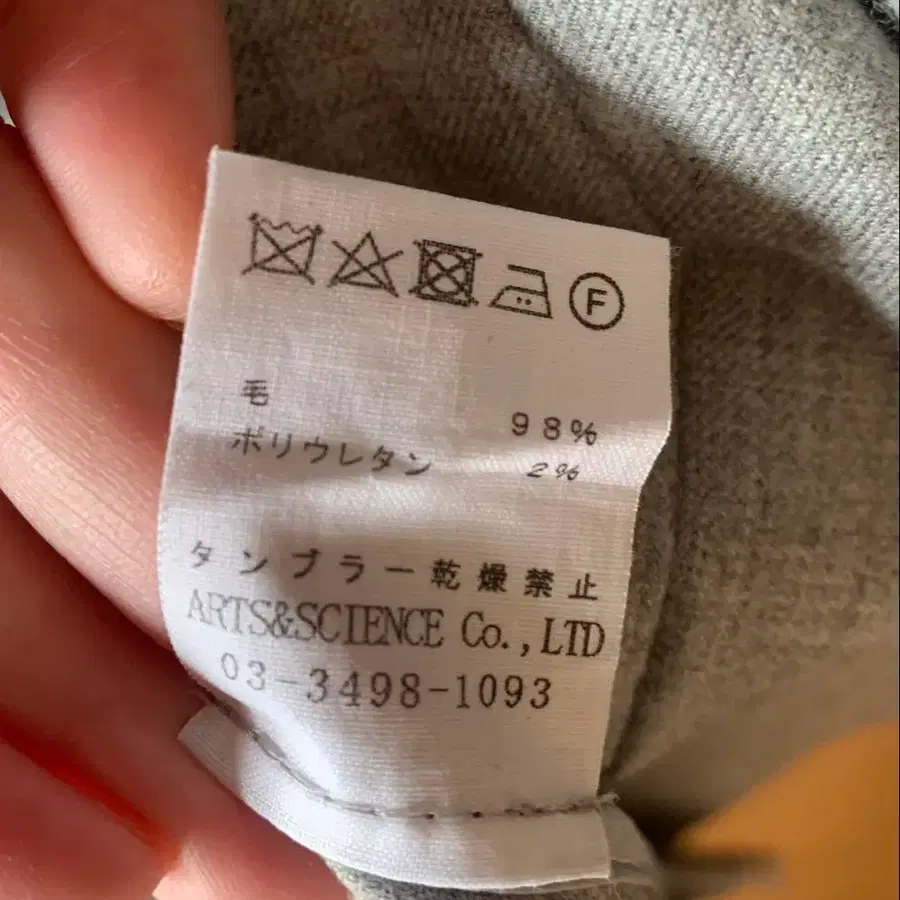 F
毛 98%
ポリウレタン 2%
タンブラー乾燥禁止
ARTS&SCIENCE Co.,LTD
03-3498-1093